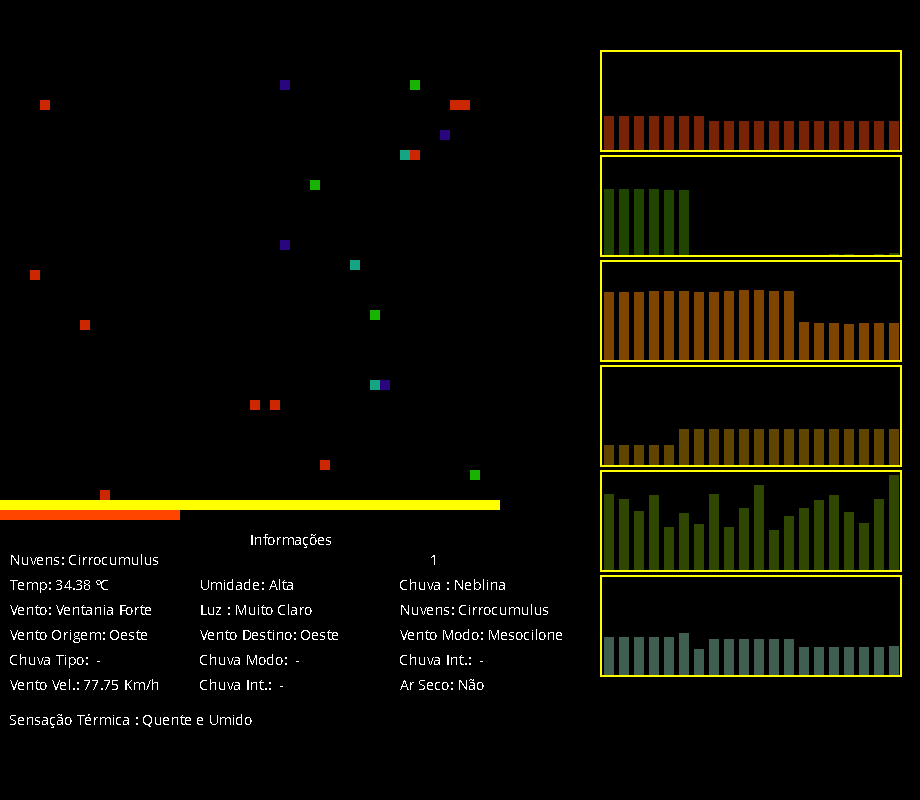 Informações
Nuvens: Cirrocumulus 1
Temp: 34.38 ºC Umidade: Alta Chuva : Neblina
Vento: Ventania Forte Luz : Muito Claro Nuvens: Cirrocumulus
Vento Origem: Oeste Vento Destino: Oeste Vento Modo: Mesocilone
Chuva Tipo: - Chuva Modo: - Chuva Int.: -
Vento Vel.: 77.75 Km/h Chuva Int.: - Ar Seco: Não
Sensação Térmica : Quente e Umido